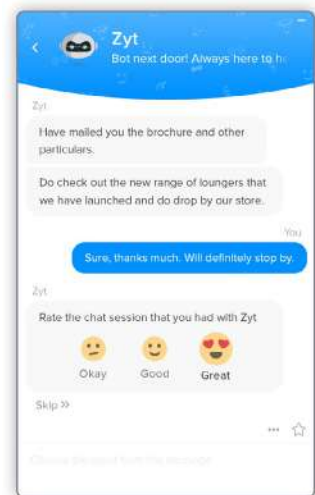 Zyt
Bot next door! Always here to he
Zyt
Have mailed you the brochure and other
particulars.
Do check out the new range of loungers that
we have launched and do drop by our store.
You
Sure, thanks much. Will definitely stop by.
Zyt
Rate the chat session that you had with Zyt
Okay Good Great
Skip »